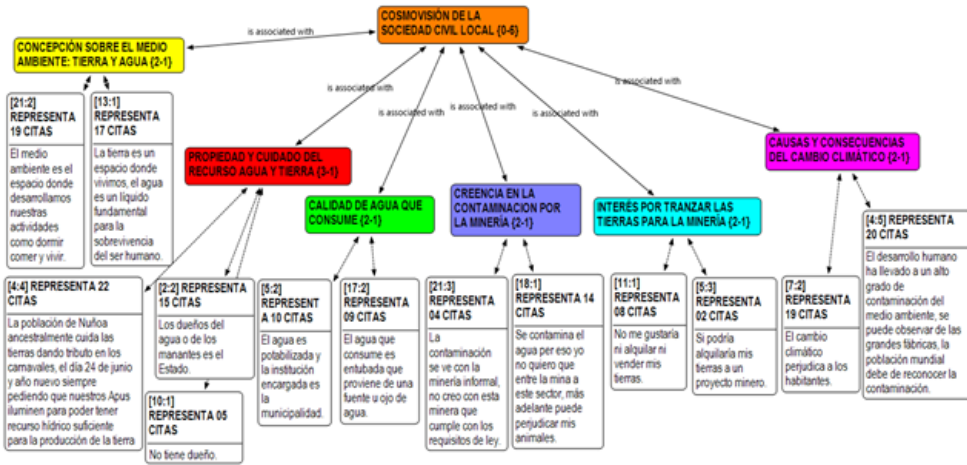 COSMOVISIÓN DE LA
SOCIEDAD CIVIL LOCAL {0-6}
is associated with
is associated with
is associated with
is associated with
is associated with
is associated with
CONCEPCIÓN SOBRE EL MEDIO
AMBIENTE: TIERRA Y AGUA {2-1}
[21:2]
REPRESENTA
19 CITAS
El medio
ambiente es el
espacio donde
desarrollamos
nuestras
actividades
como dormir
comer y vivir.
[13:1]
REPRESENTA
17 CITAS
La tierra es un
espacio donde
vivimos, el agua
es un líquido
fundamental
para la
sobrevivencia
del ser humano.
PROPIEDAD Y CUIDADO DEL
RECURSO AGUA Y TIERRA {3-1}
[4:4] REPRESENTA 22
CITAS
La población de Nuñoa
ancestralmente cuida las
tierras dando tributo en los
carnavales, el día 24 de junio
y año nuevo siempre
pediendo que nuestros Apus
iluminen para poder tener
recurso hídrico suficiente
para la producción de la tierra
[2:2] REPRESENTA
15 CITAS
Los dueños del
agua o de los
manantes es el
Estado.
[10:1]
REPRESENTA 05
CITAS
No tiene dueño.
CALIDAD DE AGUA QUE
CONSUME {2-1}
[5:2]
REPRESENT
A 10 CITAS
El agua es
potabilizada y
la institución
encargada es
la
municipalidad.
[17:2]
REPRESENTA
09 CITAS
El agua que
consume es
entubada que
proviene de una
fuente u ojo de
agua.
CREENCIA EN LA
CONTAMINACION POR
LA MINERÍA {2-1}
[21:3]
REPRESENTA
04 CITAS
La
contaminación
se ve con la
minería informal,
no creo con esta
minera que
cumple con los
requisitos de ley.
[18:1]
REPRESENTA 14
CITAS
Se contamina el
agua per eso yo
no quiero que
entre la mina a
este sector, más
adelante puede
perjudicar mis
animales.
INTERÉS POR TRANZAR LAS
TIERRAS PARA LA MINERÍA {2-1}
[11:1]
REPRESENTA
08 CITAS
No me gustaría
ni alquilar ni
vender mis
tierras.
[5:3]
REPRESENTA
02 CITAS
Si podría
alquilaría mis
tierras a un
proyecto minero.
CAUSAS Y CONSECUENCIAS
DEL CAMBIO CLIMÁTICO {2-1}
[7:2]
REPRESENTA
19 CITAS
El cambio
climático
perjudica a los
habitantes.
[4:5] REPRESENTA
20 CITAS
El desarrollo humano
ha llevado a un alto
grado de
contaminación del
medio ambiente, se
puede observar de las
grandes fábricas, la
población mundial
debe de reconocer la
contaminación.